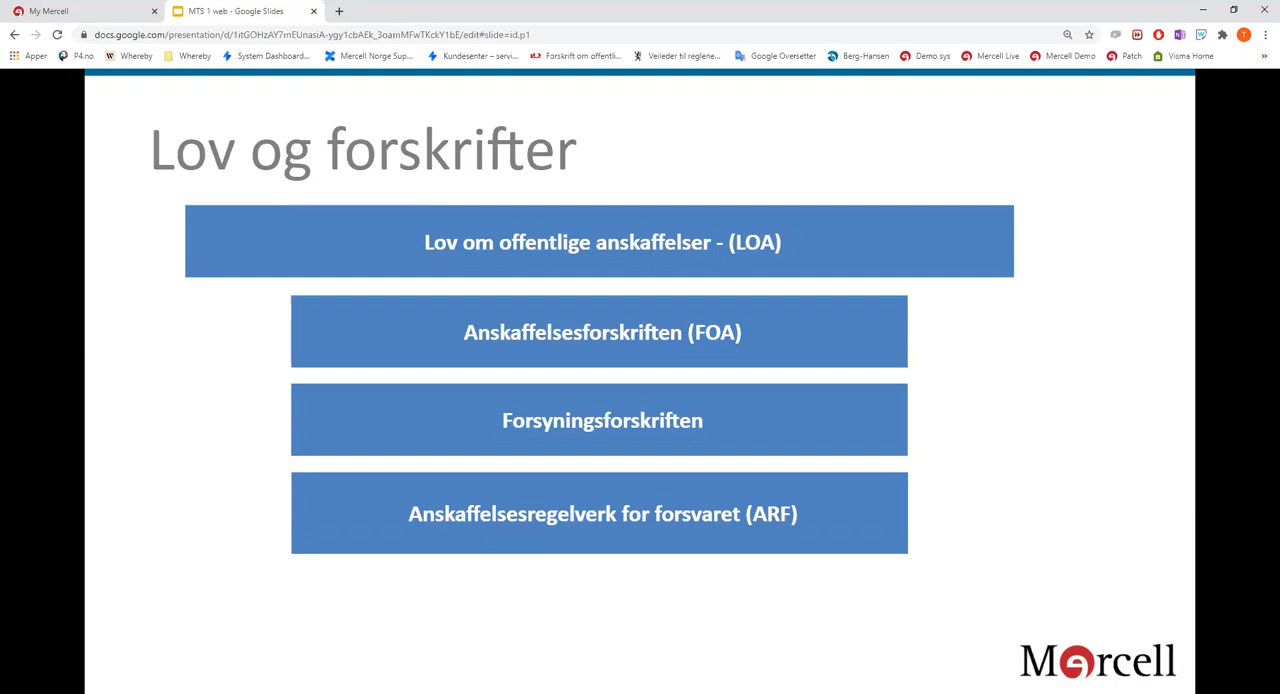 My Mercell
MTS 1 web - Google Slides
docs.google.com/presentation/d/1itGOHzAY7mEUnasiA-ygy1cbAEk_3oamMFwTKckY1bE/edit#slide=id.p1
T
Apper
P4.no
Whereby
Whereby
System Dashboard...
Mercell Norge Sup...
Kundesenter – servi...
Forskrift om offentli...
Veileder til reglene...
Google Oversetter
Berg-Hansen
Demo sys
Mercell Live
Mercell Demo
Patch
Visma Home
Lov og forskrifter
Lov om offentlige anskaffelser - (LOA)
Anskaffelsesforskriften (FOA)
Forsyningsforskriften
Anskaffelsesregelverk for forsvaret (ARF)
Mercell